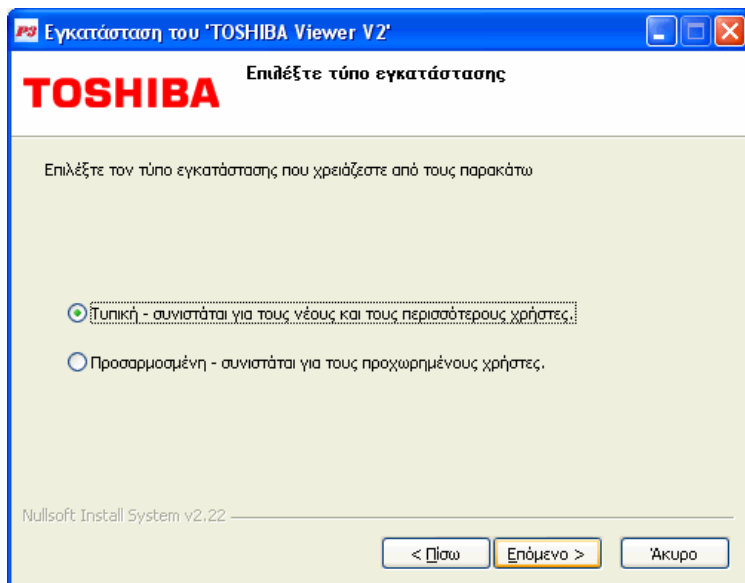 P3 Εγκατάσταση του 'TOSHIBA Viewer V2'
Επιλέξτε τύπο εγκατάστασης
TOSHIBA
Επιλέξτε τον τύπο εγκατάστασης που χρειάζεστε από τους παρακάτω
Τυπική - συνιστάται για τους νέους και τους περισσότερους χρήστες.
Προσαρμοσμένη - συνιστάται για τους προχωρημένους χρήστες.
Nullsoft Install System v2.22
< Πίσω Επόμενο > Άκυρο